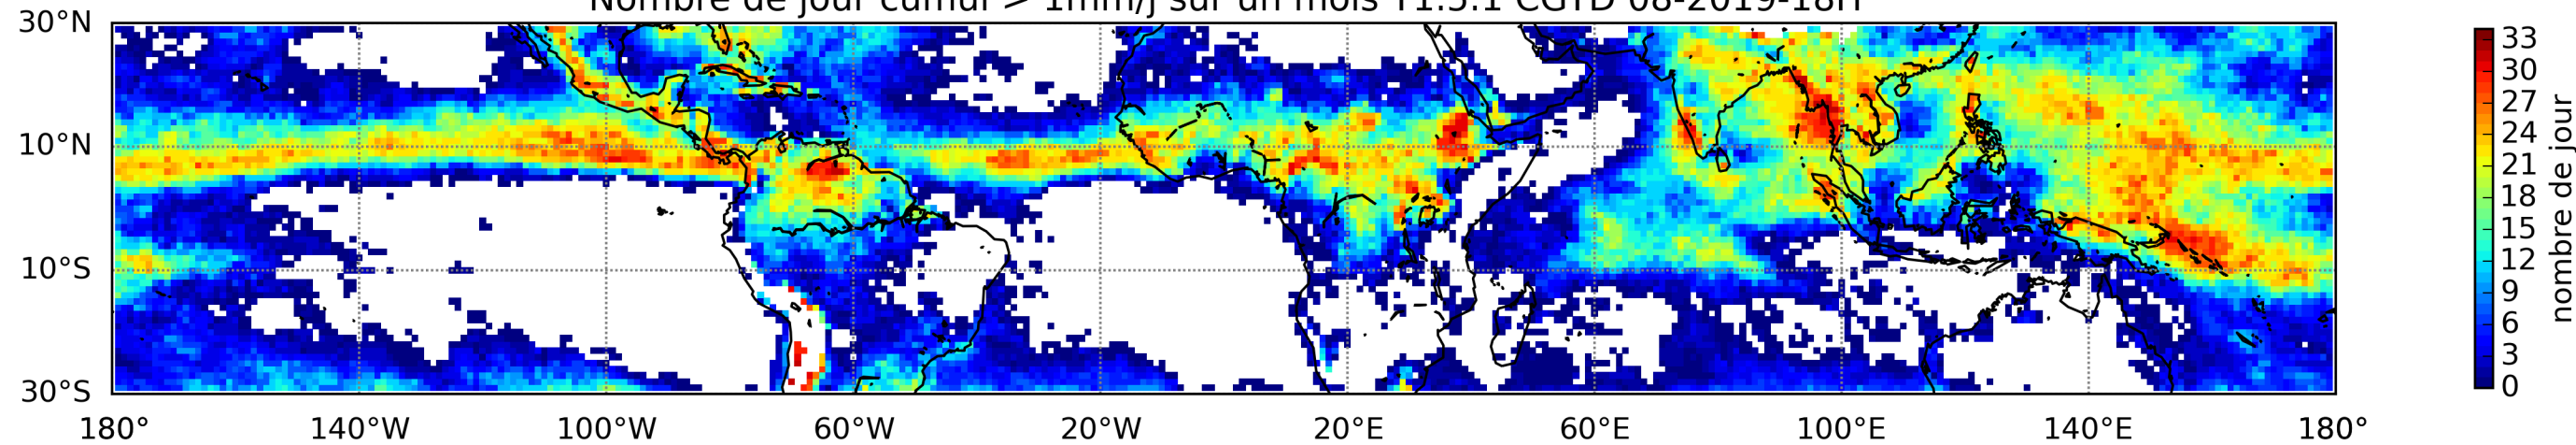 Nombre de jour cumul > 1mm/j sur un mois T1.5.1 CGTD 08-2019-18H
30°N
10°N
10°S
30°S
180°
140°W
100°W
60°W
20°W
20°E
60°E
100°E
140°E
180°
33
30
27
24
21
18
15
12
9
6
3
0
nombre de jour